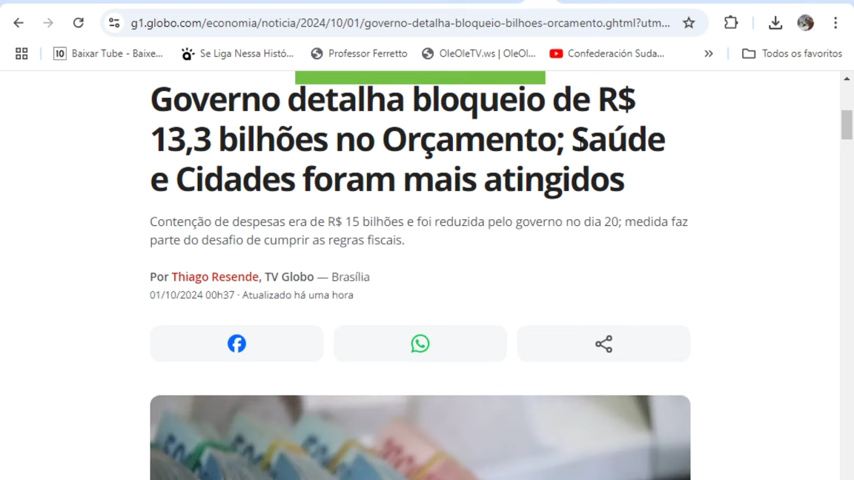 g1.globo.com/economia/noticia/2024/10/01/governo-detalha-bloqueio-bilhoes-orcamento.ghtml?utm...
10 Baixar Tube - Baixe... Se Liga Nessa Histó... Professor Ferretto OleOleTV.ws | OleOl... Confederación Suda... » Todos os favoritos
Governo detalha bloqueio de R$
13,3 bilhões no Orçamento; Saúde
e Cidades foram mais atingidos
Contenção de despesas era de R$ 15 bilhões e foi reduzida pelo governo no dia 20; medida faz
parte do desafio de cumprir as regras fiscais.
Por Thiago Resende, TV Globo — Brasília
01/10/2024 00h37 · Atualizado há uma hora